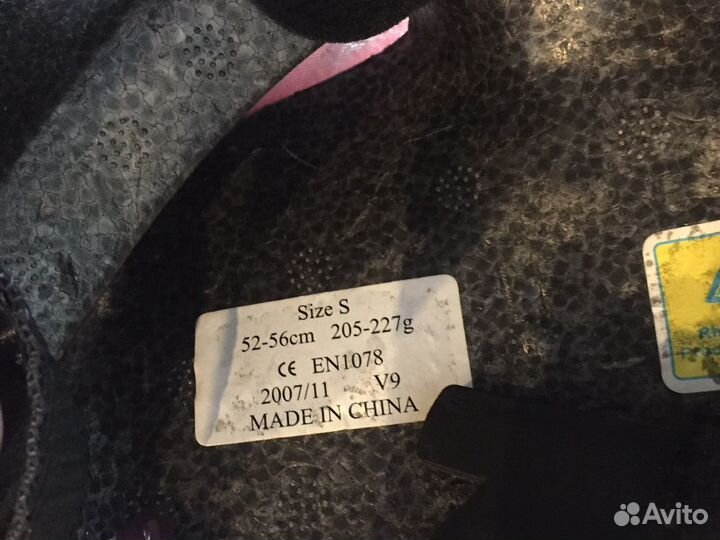 Size S
52-56cm 205-227g
CE EN1078
2007/11 V9
MADE IN CHINA
Avito